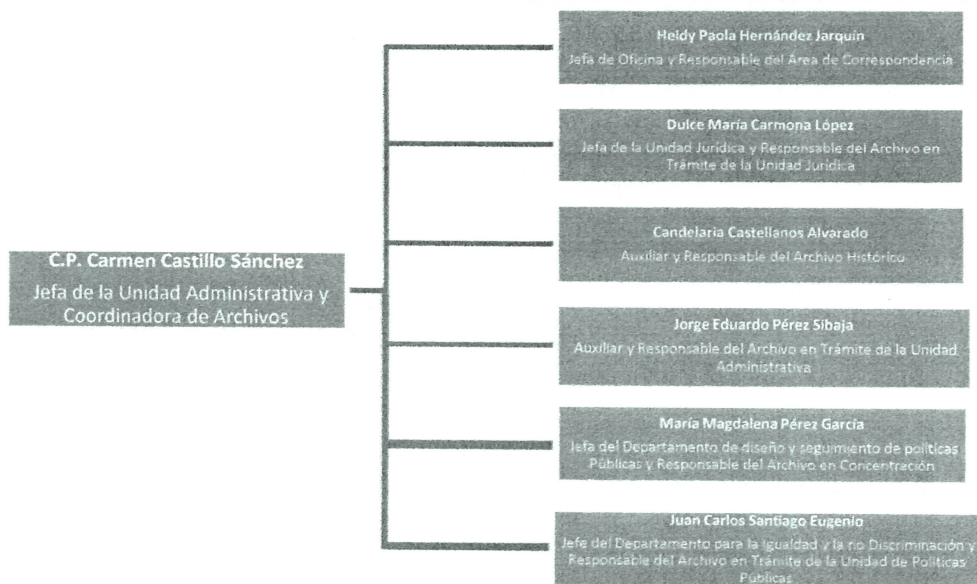 Heidy Paola Hernández Jarquín
Jefa de Oficina y Responsable del Área de Correspondencia
Dulce María Carmona López
Jefa de la Unidad Jurídica y Responsable del Archivo en
Trámite de la Unidad Jurídica
Candelaria Castellanos Alvarado
Auxiliar y Responsable del Archivo Histórico
C.P. Carmen Castillo Sánchez
Jefa de la Unidad Administrativa y
Coordinadora de Archivos
Jorge Eduardo Pérez Sibaja
Auxiliar y Responsable del Archivo en Trámite de la Unidad
Administrativa
María Magdalena Pérez García
Jefa del Departamento de diseño y seguimiento de políticas
Públicas y Responsable del Archivo en Concentración
Juan Carlos Santiago Eugenio
Jefe del Departamento para la Igualdad y la no Discriminación y
Responsable del Archivo en Trámite de la Unidad de Políticas
Públicas